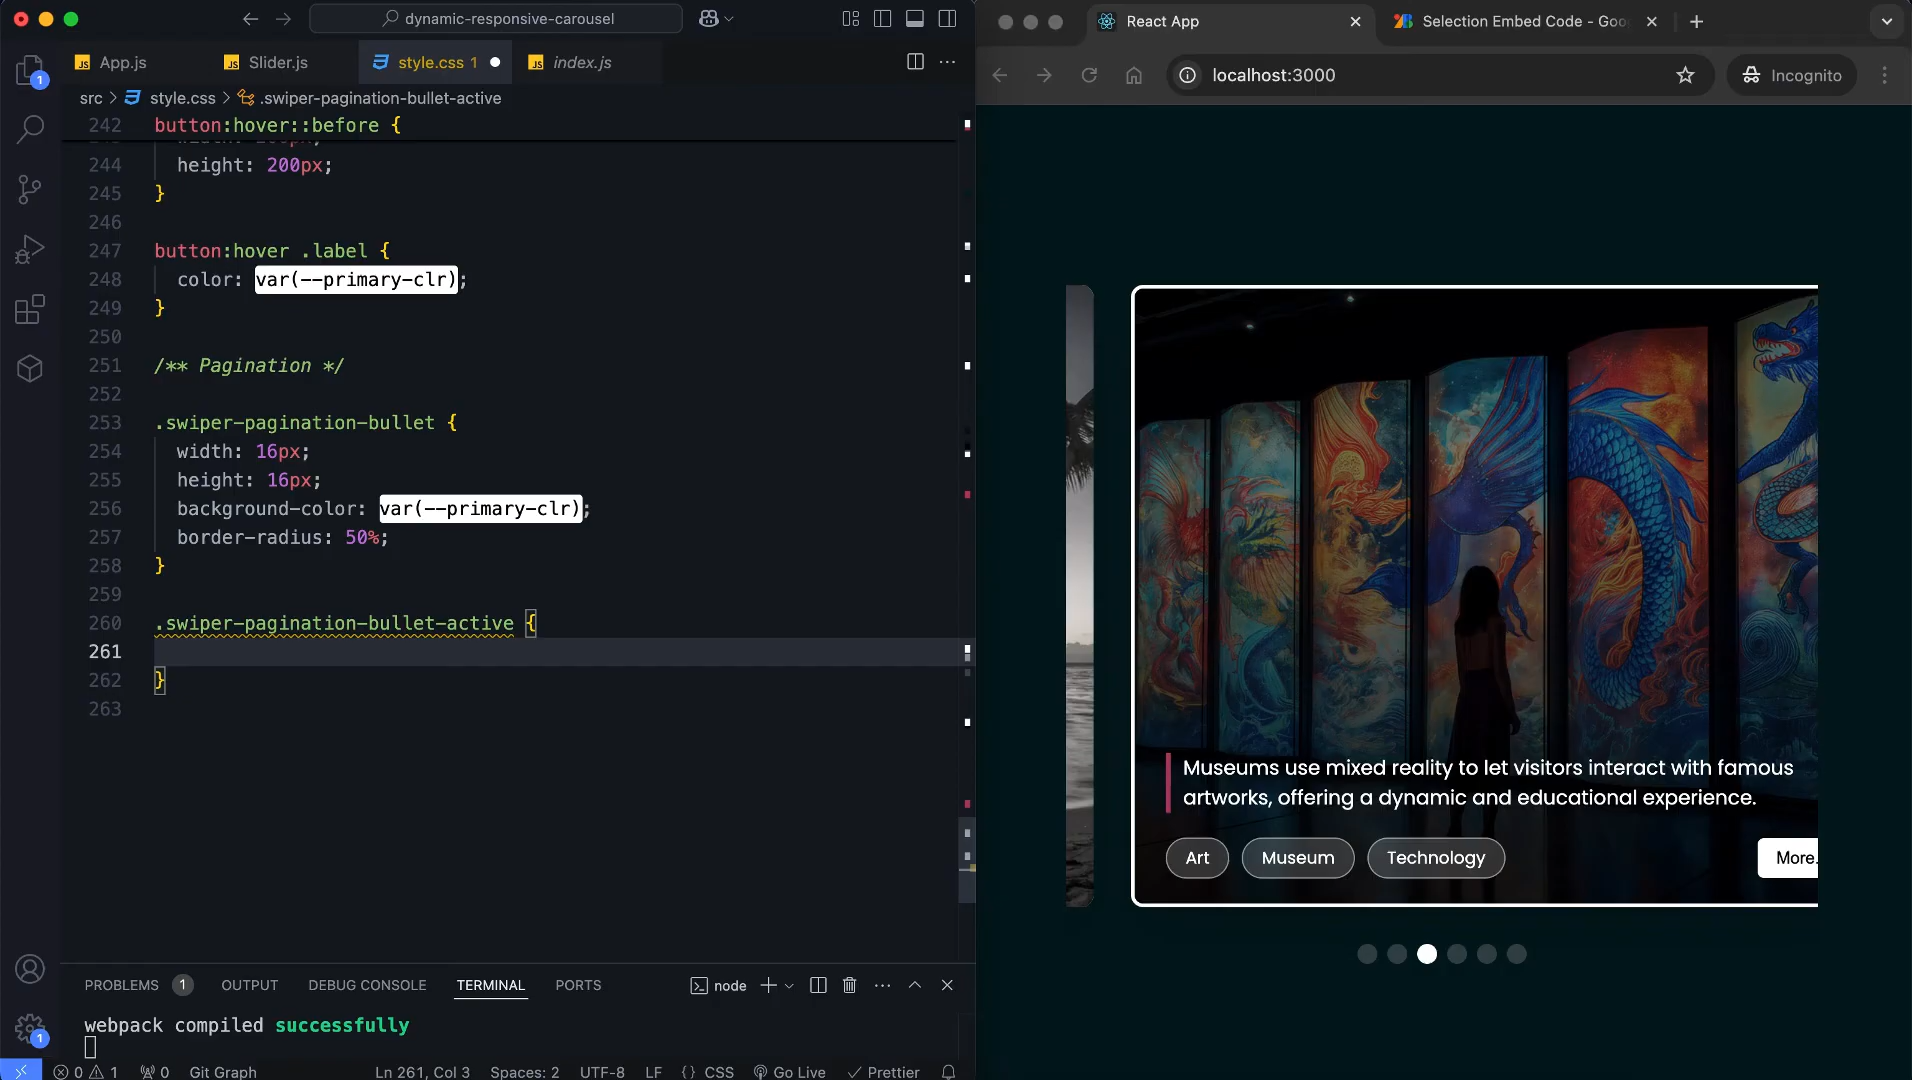 dynamic-responsive-carousel
App.js
Slider.js
style.css 1
index.js
src > style.css > .swiper-pagination-bullet-active
242 button:hover::before {
244 height: 200px;
245 }
246
247 button:hover .label {
248 color: var(--primary-clr);
249 }
250
251 /** Pagination */
252
253 .swiper-pagination-bullet {
254 width: 16px;
255 height: 16px;
256 background-color: var(--primary-clr);
257 border-radius: 50%;
258 }
259
260 .swiper-pagination-bullet-active {
261
262 }
263
1
1
PROBLEMS 1 OUTPUT DEBUG CONSOLE TERMINAL PORTS node
webpack compiled successfully
0 1 0 Git Graph Ln 261, Col 3 Spaces: 2 UTF-8 LF {} CSS Go Live Prettier
React App
Selection Embed Code - Goo
localhost:3000
Incognito
Museums use mixed reality to let visitors interact with famous
artworks, offering a dynamic and educational experience.
Art Museum Technology More.